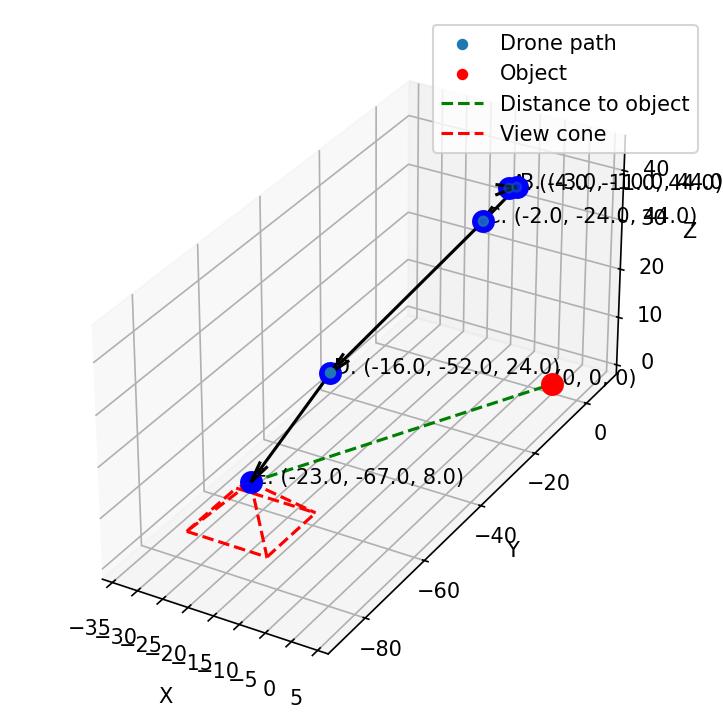 Drone path
Object
Distance to object
View cone
40
30
20
10
0
Z
C. (-2.0, -24.0, 44.0)
D. (-16.0, -52.0, 24.0)
(0, 0, 0)
(-23.0, -67.0, 8.0)
0
−20
−40
−60
−80
Y
−35
−30
−25
−20
−15
−10
−5
0
5
X